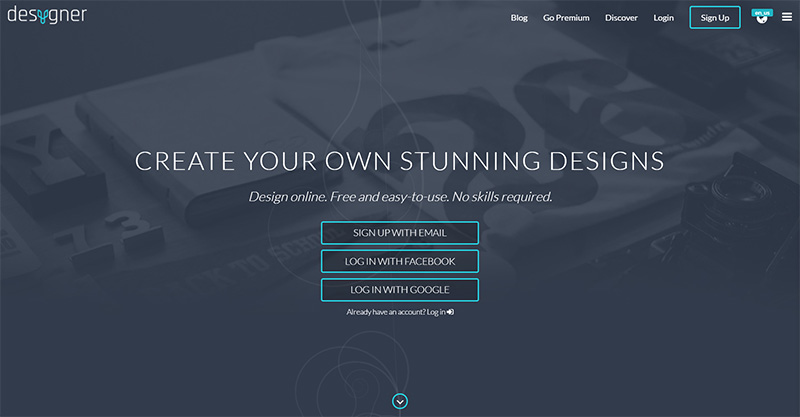 desygner
Blog Go Premium Discover Login Sign Up en_us
CREATE YOUR OWN STUNNING DESIGNS
Design online. Free and easy-to-use. No skills required.
SIGN UP WITH EMAIL
LOG IN WITH FACEBOOK
LOG IN WITH GOOGLE
Already have an account? Log in